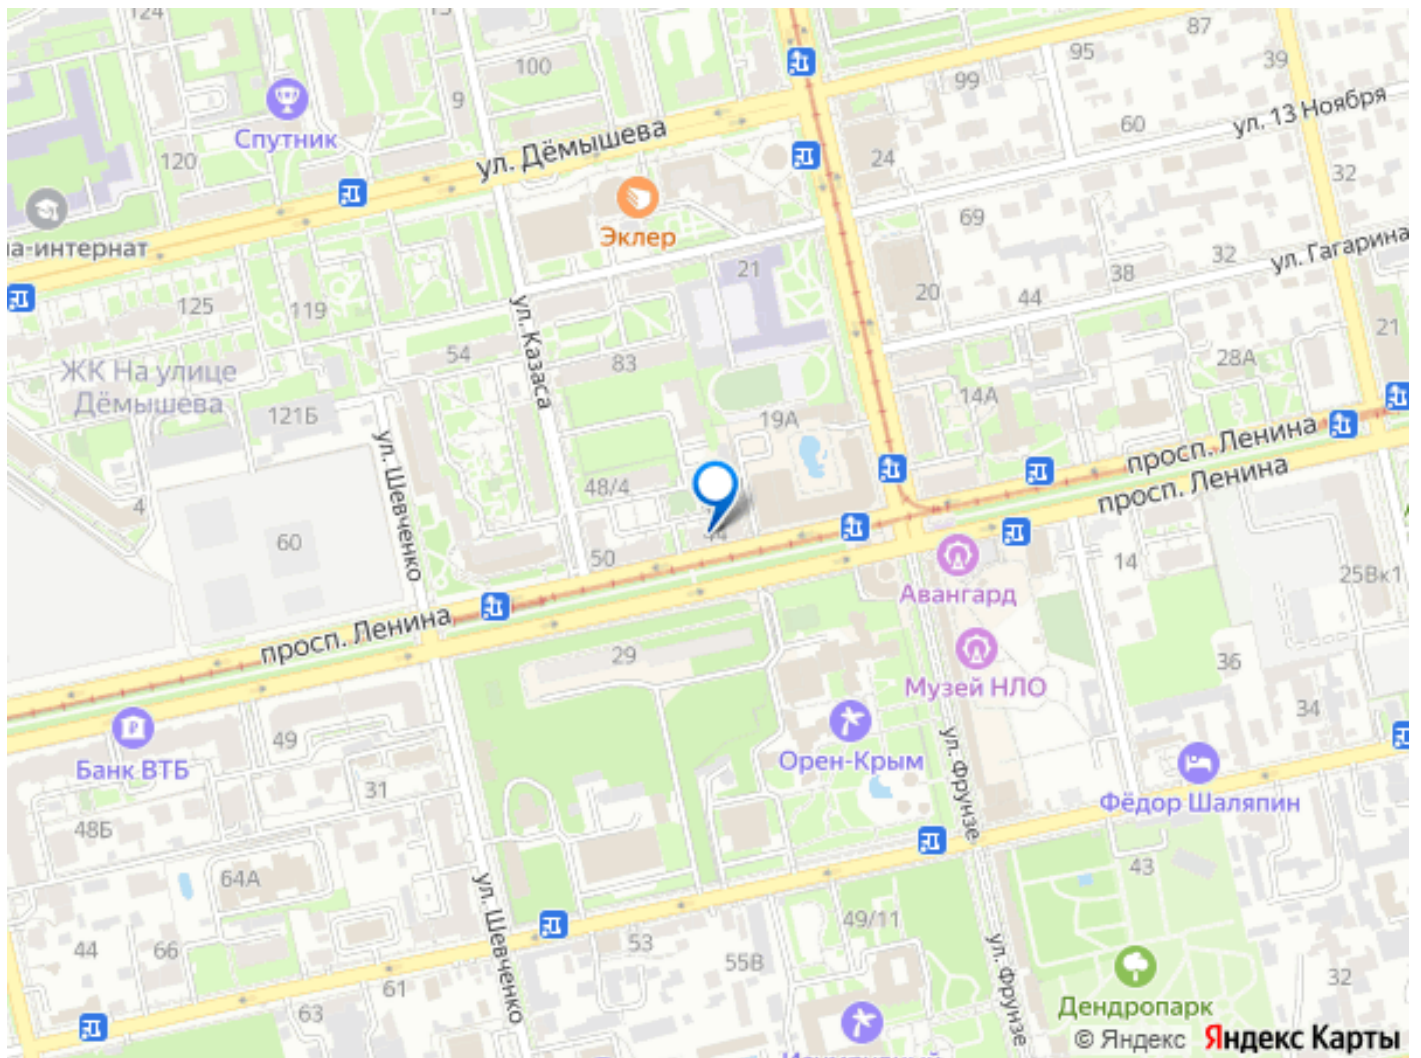 124
13
87
95
39
100
99
9
ул. 13 Ноября
60
Спутник
ул. Дёмышева
120
24
32
69
на-интернат
Эклер
ул. Гагарина
21
32
38
125
119
20
44
ул. Казаса
21
54
83
28А
ЖК На улице
Дёмышева
14А
121Б
19А
просп. Ленина
просп. Ленина
ул. Шевченко
48/4
4
44
60
50
14
25Вк1
Авангард
просп. Ленина
29
36
Музей НЛО
34
49
ул. Фрунзе
Банк ВТБ
Орен-Крым
31
Фёдор Шаляпин
48Б
43
64А
ул. Шевченко
49/11
44
66
53
55В
ул. Фрунзе
32
61
Дендропарк
63
© Яндекс Яндекс Карты